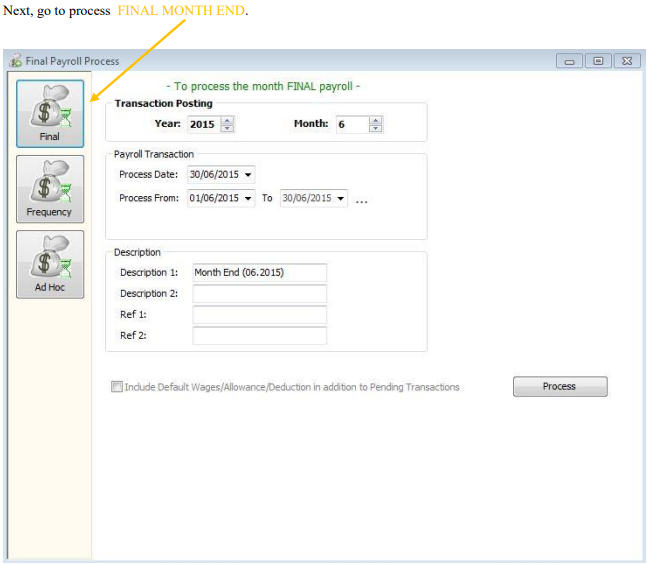 Next, go to process FINAL MONTH END.
Final Payroll Process
- To process the month FINAL payroll -
Transaction Posting
Year: 2015 Month: 6
Final
Payroll Transaction
Process Date: 30/06/2015
Process From: 01/06/2015 To 30/06/2015 ...
Frequency
Description
Description 1: Month End (06.2015)
Ad Hoc
Description 2:
Ref 1:
Ref 2:
Include Default Wages/Allowance/Deduction in addition to Pending Transactions
Process